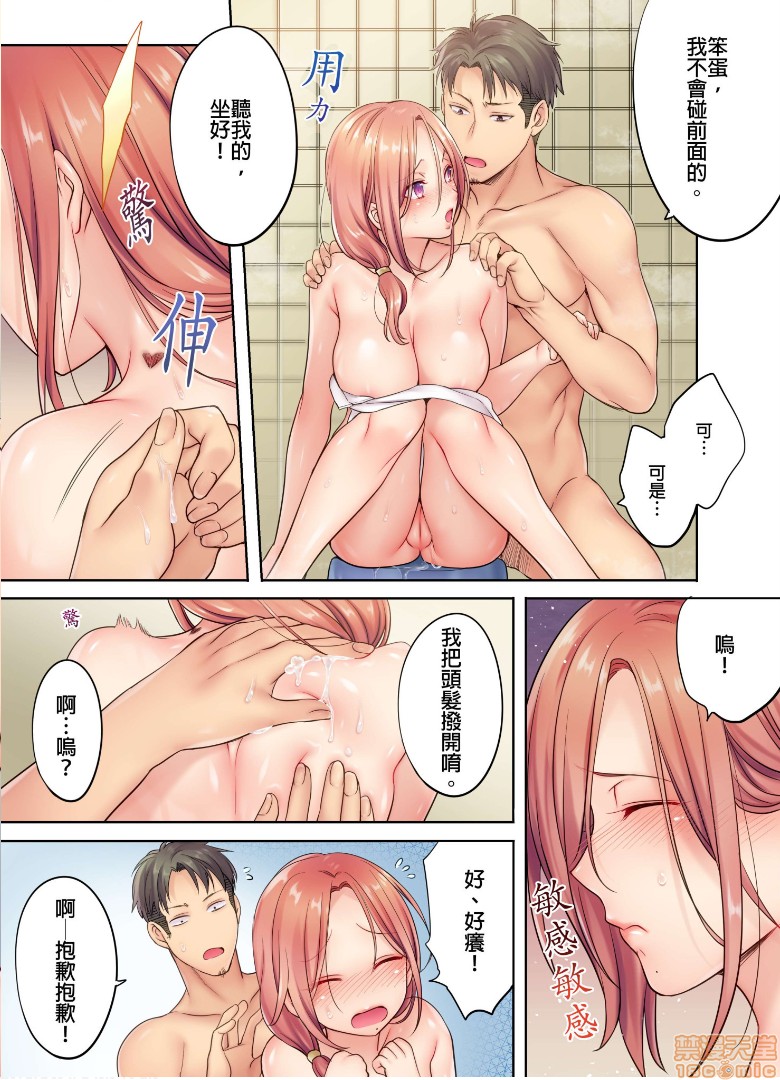 笨蛋，
我不會碰前面的。
用力
聽我的，
坐好！
可…
可是…
驚
伸
嗚！
敏感敏感
我把頭髮撥開唷。
驚
啊…嗚？
好、好癢！
啊—抱歉抱歉！
禁漫天堂
18comic